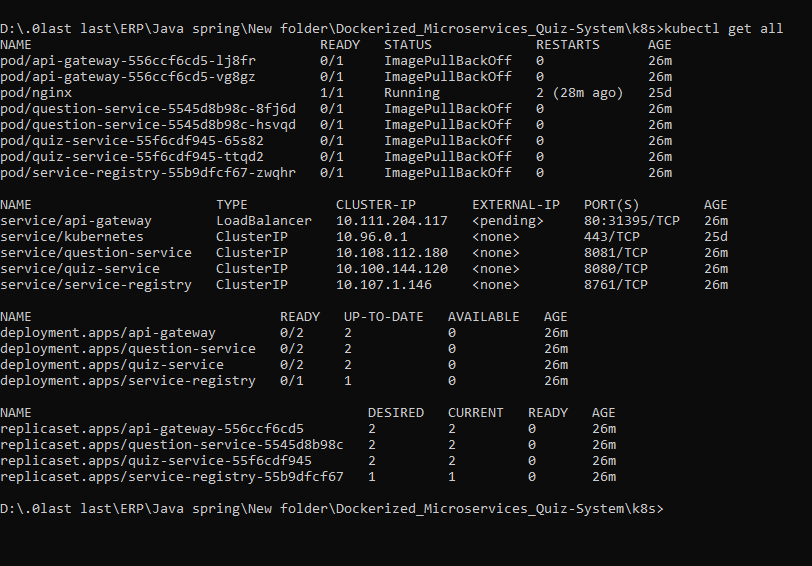 D:\.0last last\ERP\Java spring\New folder\Dockerized_Microservices_Quiz-System\k8s>kubectl get all
NAME READY STATUS RESTARTS AGE
pod/api-gateway-556ccf6cd5-lj8fr 0/1 ImagePullBackOff 0 26m
pod/api-gateway-556ccf6cd5-vg8gz 0/1 ImagePullBackOff 0 26m
pod/nginx 1/1 Running 2 (28m ago) 25d
pod/question-service-5545d8b98c-8fj6d 0/1 ImagePullBackOff 0 26m
pod/question-service-5545d8b98c-hsvqd 0/1 ImagePullBackOff 0 26m
pod/quiz-service-55f6cdf945-65s82 0/1 ImagePullBackOff 0 26m
pod/quiz-service-55f6cdf945-ttqd2 0/1 ImagePullBackOff 0 26m
pod/service-registry-55b9dfcf67-zwqhr 0/1 ImagePullBackOff 0 26m
NAME TYPE CLUSTER-IP EXTERNAL-IP PORT(S) AGE
service/api-gateway LoadBalancer 10.111.204.117 <pending> 80:31395/TCP 26m
service/kubernetes ClusterIP 10.96.0.1 <none> 443/TCP 25d
service/question-service ClusterIP 10.108.112.180 <none> 8081/TCP 26m
service/quiz-service ClusterIP 10.100.144.120 <none> 8080/TCP 26m
service/service-registry ClusterIP 10.107.1.146 <none> 8761/TCP 26m
NAME READY UP-TO-DATE AVAILABLE AGE
deployment.apps/api-gateway 0/2 2 0 26m
deployment.apps/question-service 0/2 2 0 26m
deployment.apps/quiz-service 0/2 2 0 26m
deployment.apps/service-registry 0/1 1 0 26m
NAME DESIRED CURRENT READY AGE
replicaset.apps/api-gateway-556ccf6cd5 2 2 0 26m
replicaset.apps/question-service-5545d8b98c 2 2 0 26m
replicaset.apps/quiz-service-55f6cdf945 2 2 0 26m
replicaset.apps/service-registry-55b9dfcf67 1 1 0 26m
D:\.0last last\ERP\Java spring\New folder\Dockerized_Microservices_Quiz-System\k8s>